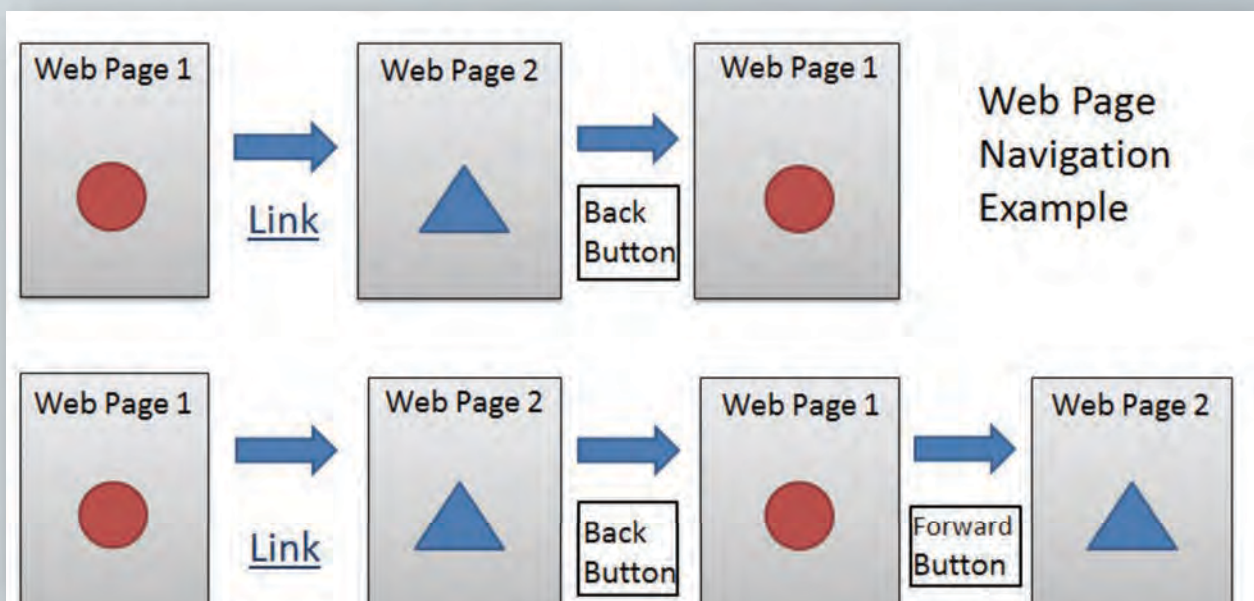 Web Page 1
Web Page 2
Web Page 1
Link
Back
Button
Web Page
Navigation
Example
Web Page 1
Web Page 2
Web Page 1
Web Page 2
Link
Back
Button
Forward
Button